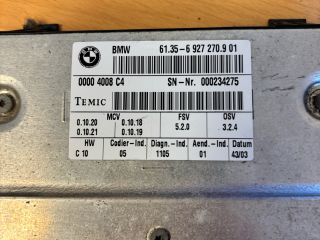 BMW 61.35-6 927 270.9 01
0000 4008 C4 SN-Nr. 000234275
TEMIC
MCV FSV OSV
0.10.20 0.10.18 5.2.0 3.2.4
0.10.21 0.10.19
HW Codier-Ind. Diagn.-Ind. Aend.-Ind. Datum
C 10 05 1105 01 43/03